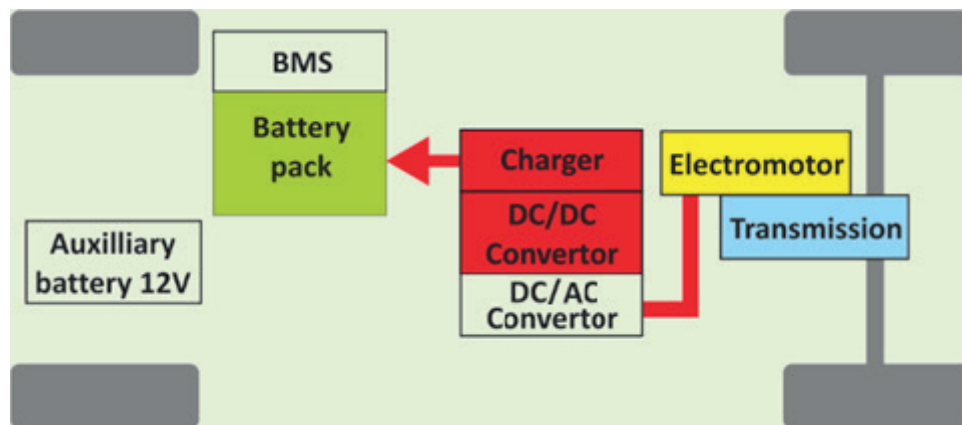 BMS
Battery
pack
Charger
Electromotor
DC/DC
Convertor
Transmission
Auxilliary
battery 12V
DC/AC
Convertor